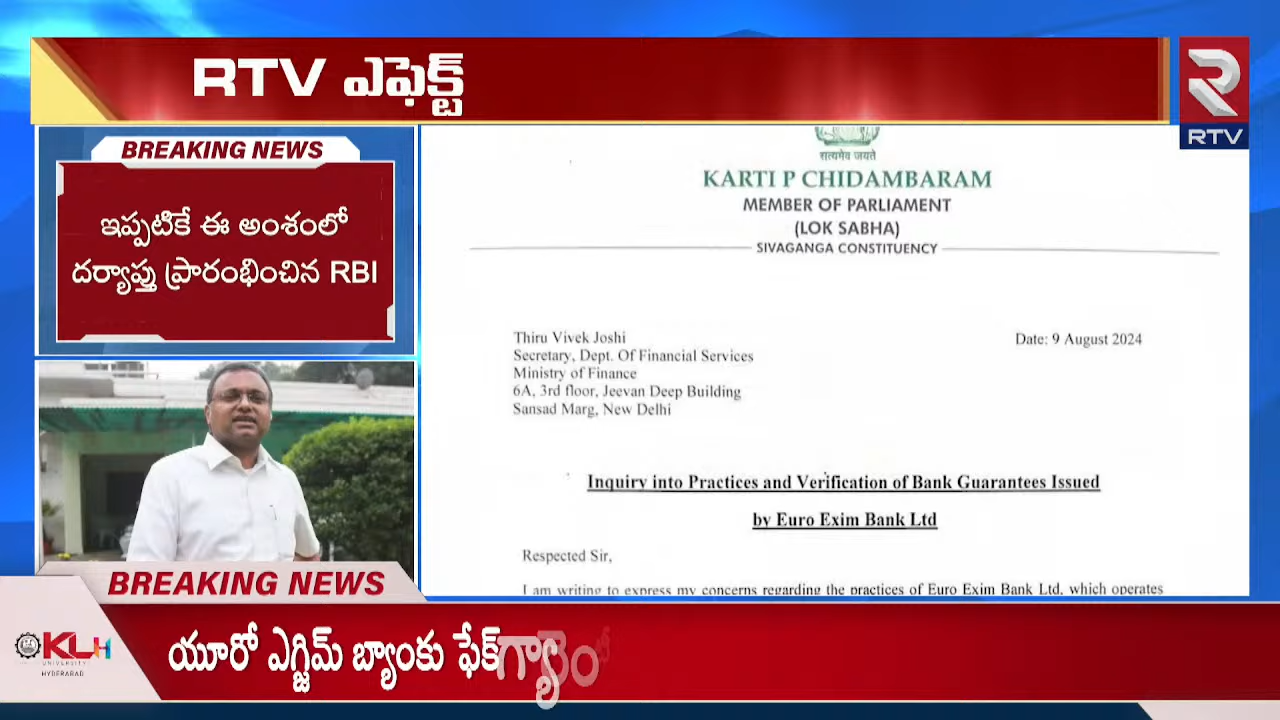 RTV ఎఫెక్ట్
RTV
BREAKING NEWS
ఇప్పటికే ఈ అంశంలో
దర్యాప్తు ప్రారంభించిన RBI
सत्यमेव जयते
KARTI P CHIDAMBARAM
MEMBER OF PARLIAMENT
(LOK SABHA)
SIVAGANGA CONSTITUENCY
Thiru Vivek Joshi
Date: 9 August 2024
Secretary, Dept. Of Financial Services
Ministry of Finance
6A, 3rd floor, Jeevan Deep Building
Sansad Marg, New Delhi
Inquiry into Practices and Verification of Bank Guarantees Issued
by Euro Exim Bank Ltd
Respected Sir,
I am writing to express my concerns regarding the practices of Euro Exim Bank Ltd, which operates
BREAKING NEWS
యూరో ఎగ్జిమ్ బ్యాంకు ఫేక్
KLH
UNIVERSITY
HYDERABAD